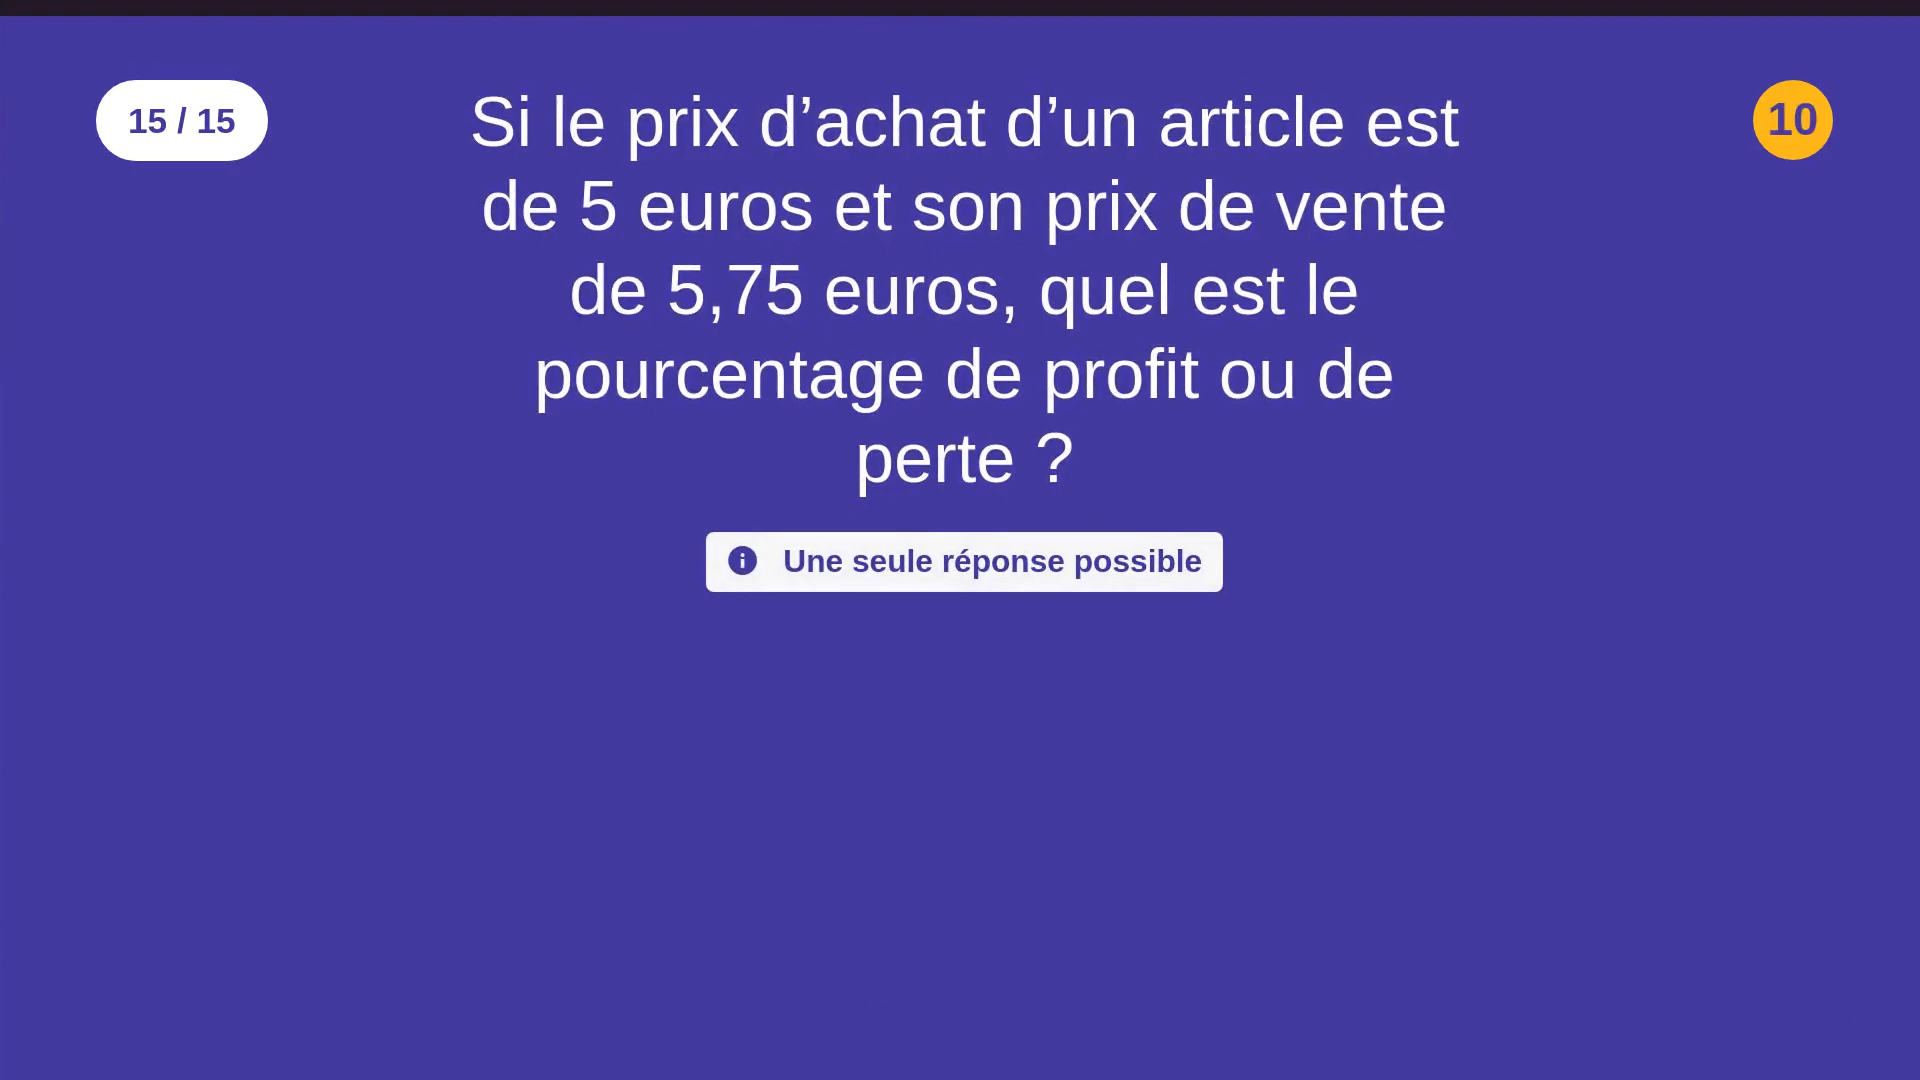 15 / 15
Si le prix d’achat d’un article est
de 5 euros et son prix de vente
de 5,75 euros, quel est le
pourcentage de profit ou de
perte ?
10
Une seule réponse possible